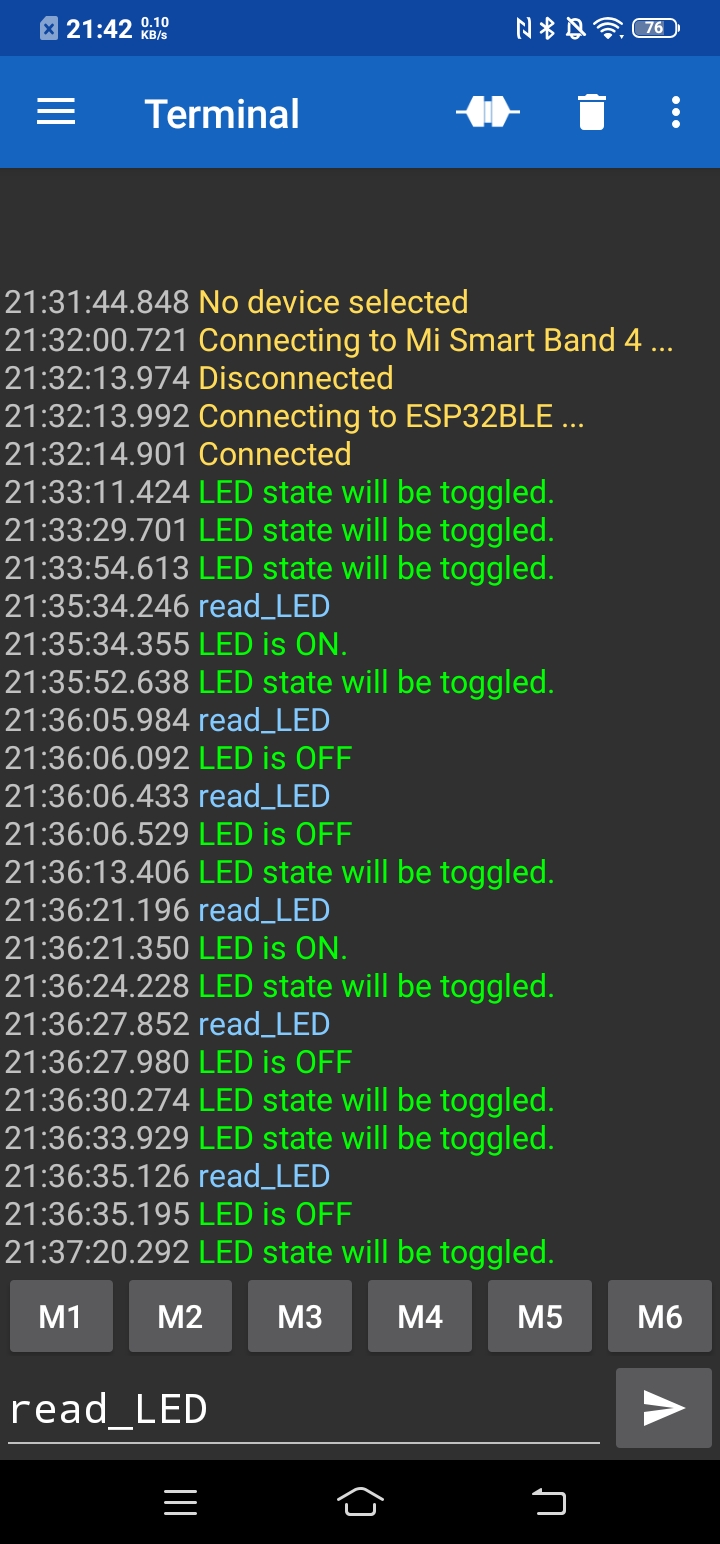 21:42 0.10 KB/s 76
Terminal
21:31:44.848 No device selected
21:32:00.721 Connecting to Mi Smart Band 4 ...
21:32:13.974 Disconnected
21:32:13.992 Connecting to ESP32BLE ...
21:32:14.901 Connected
21:33:11.424 LED state will be toggled.
21:33:29.701 LED state will be toggled.
21:33:54.613 LED state will be toggled.
21:35:34.246 read_LED
21:35:34.355 LED is ON.
21:35:52.638 LED state will be toggled.
21:36:05.984 read_LED
21:36:06.092 LED is OFF
21:36:06.433 read_LED
21:36:06.529 LED is OFF
21:36:13.406 LED state will be toggled.
21:36:21.196 read_LED
21:36:21.350 LED is ON.
21:36:24.228 LED state will be toggled.
21:36:27.852 read_LED
21:36:27.980 LED is OFF
21:36:30.274 LED state will be toggled.
21:36:33.929 LED state will be toggled.
21:36:35.126 read_LED
21:36:35.195 LED is OFF
21:37:20.292 LED state will be toggled.
M1 M2 M3 M4 M5 M6
read_LED